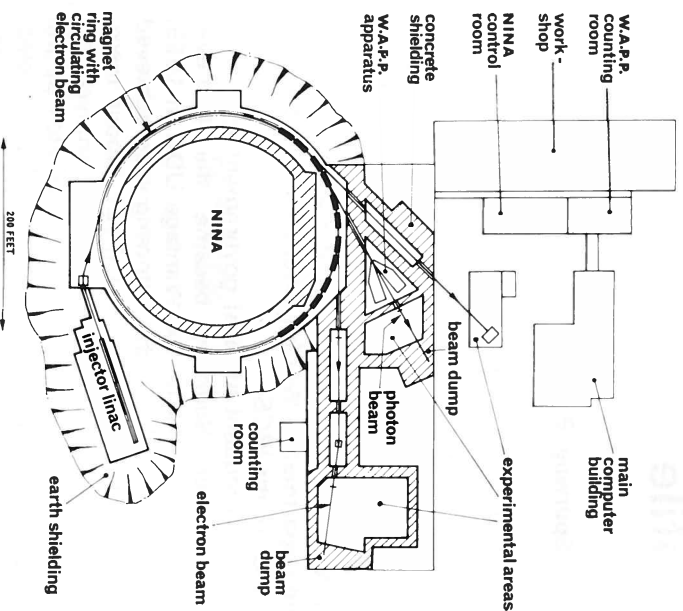 W.A.P.P.
counting
room
main
computer
building
work-
shop
NINA
control
room
experimental areas
beam dump
concrete
shielding
photon
beam
W.A.P.P.
apparatus
beam
dump
counting
room
NINA
electron beam
magnet
ring with
circulating
electron beam
injector linac
earth shielding
200 FEET